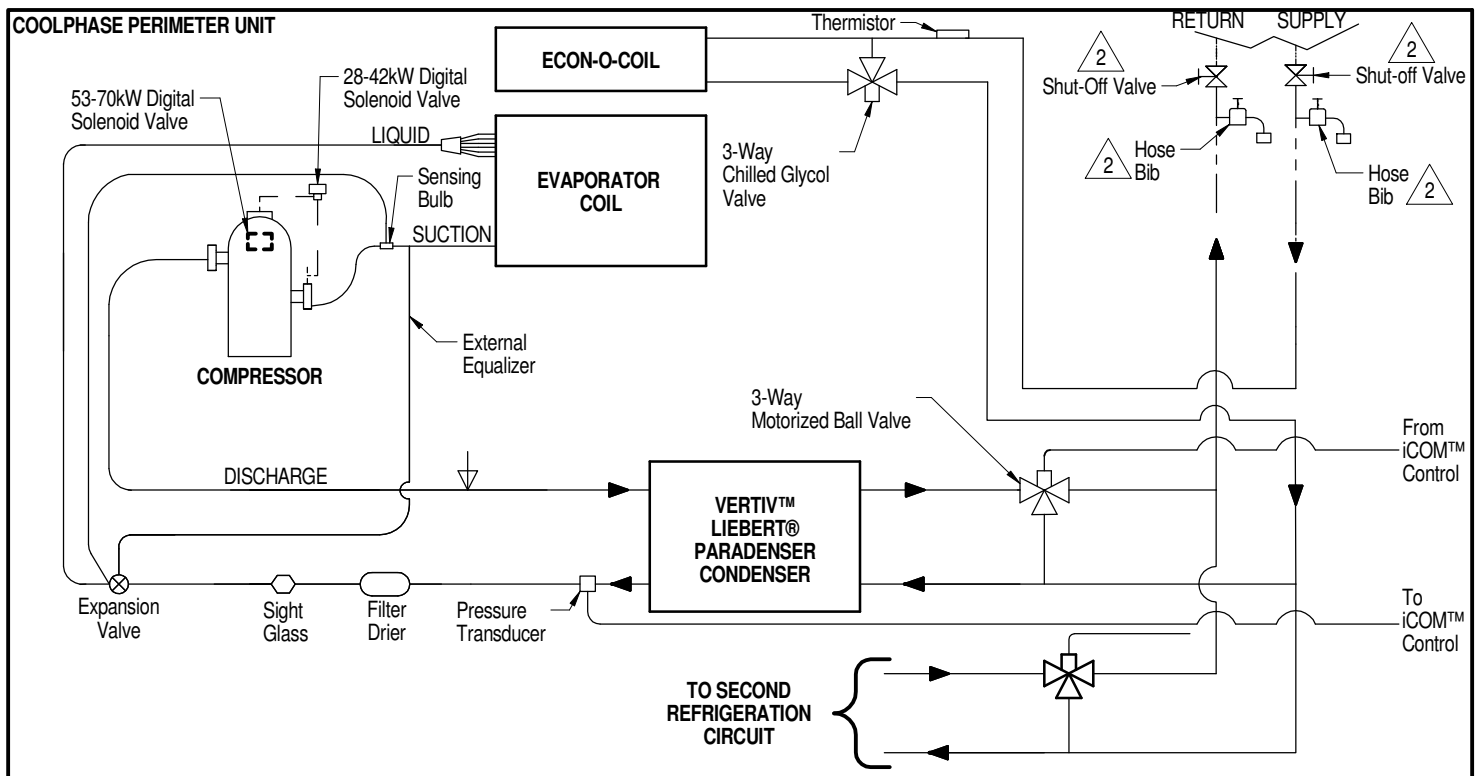 COOLPHASE PERIMETER UNIT
Thermistor
RETURN
SUPPLY
2
Shut-Off Valve
2
Shut-off Valve
ECON-O-COIL
28-42kW Digital
Solenoid Valve
53-70kW Digital
Solenoid Valve
LIQUID
3-Way
Chilled Glycol
Valve
2
Hose
Bib
Hose
Bib
2
Sensing
Bulb
EVAPORATOR
COIL
SUCTION
External
Equalizer
COMPRESSOR
3-Way
Motorized Ball Valve
From
iCOM™
Control
DISCHARGE
VERTIV™
LIEBERT®
PARADENSER
CONDENSER
Expansion
Valve
Sight
Glass
Filter
Drier
Pressure
Transducer
To
iCOM™
Control
TO SECOND
REFRIGERATION
CIRCUIT